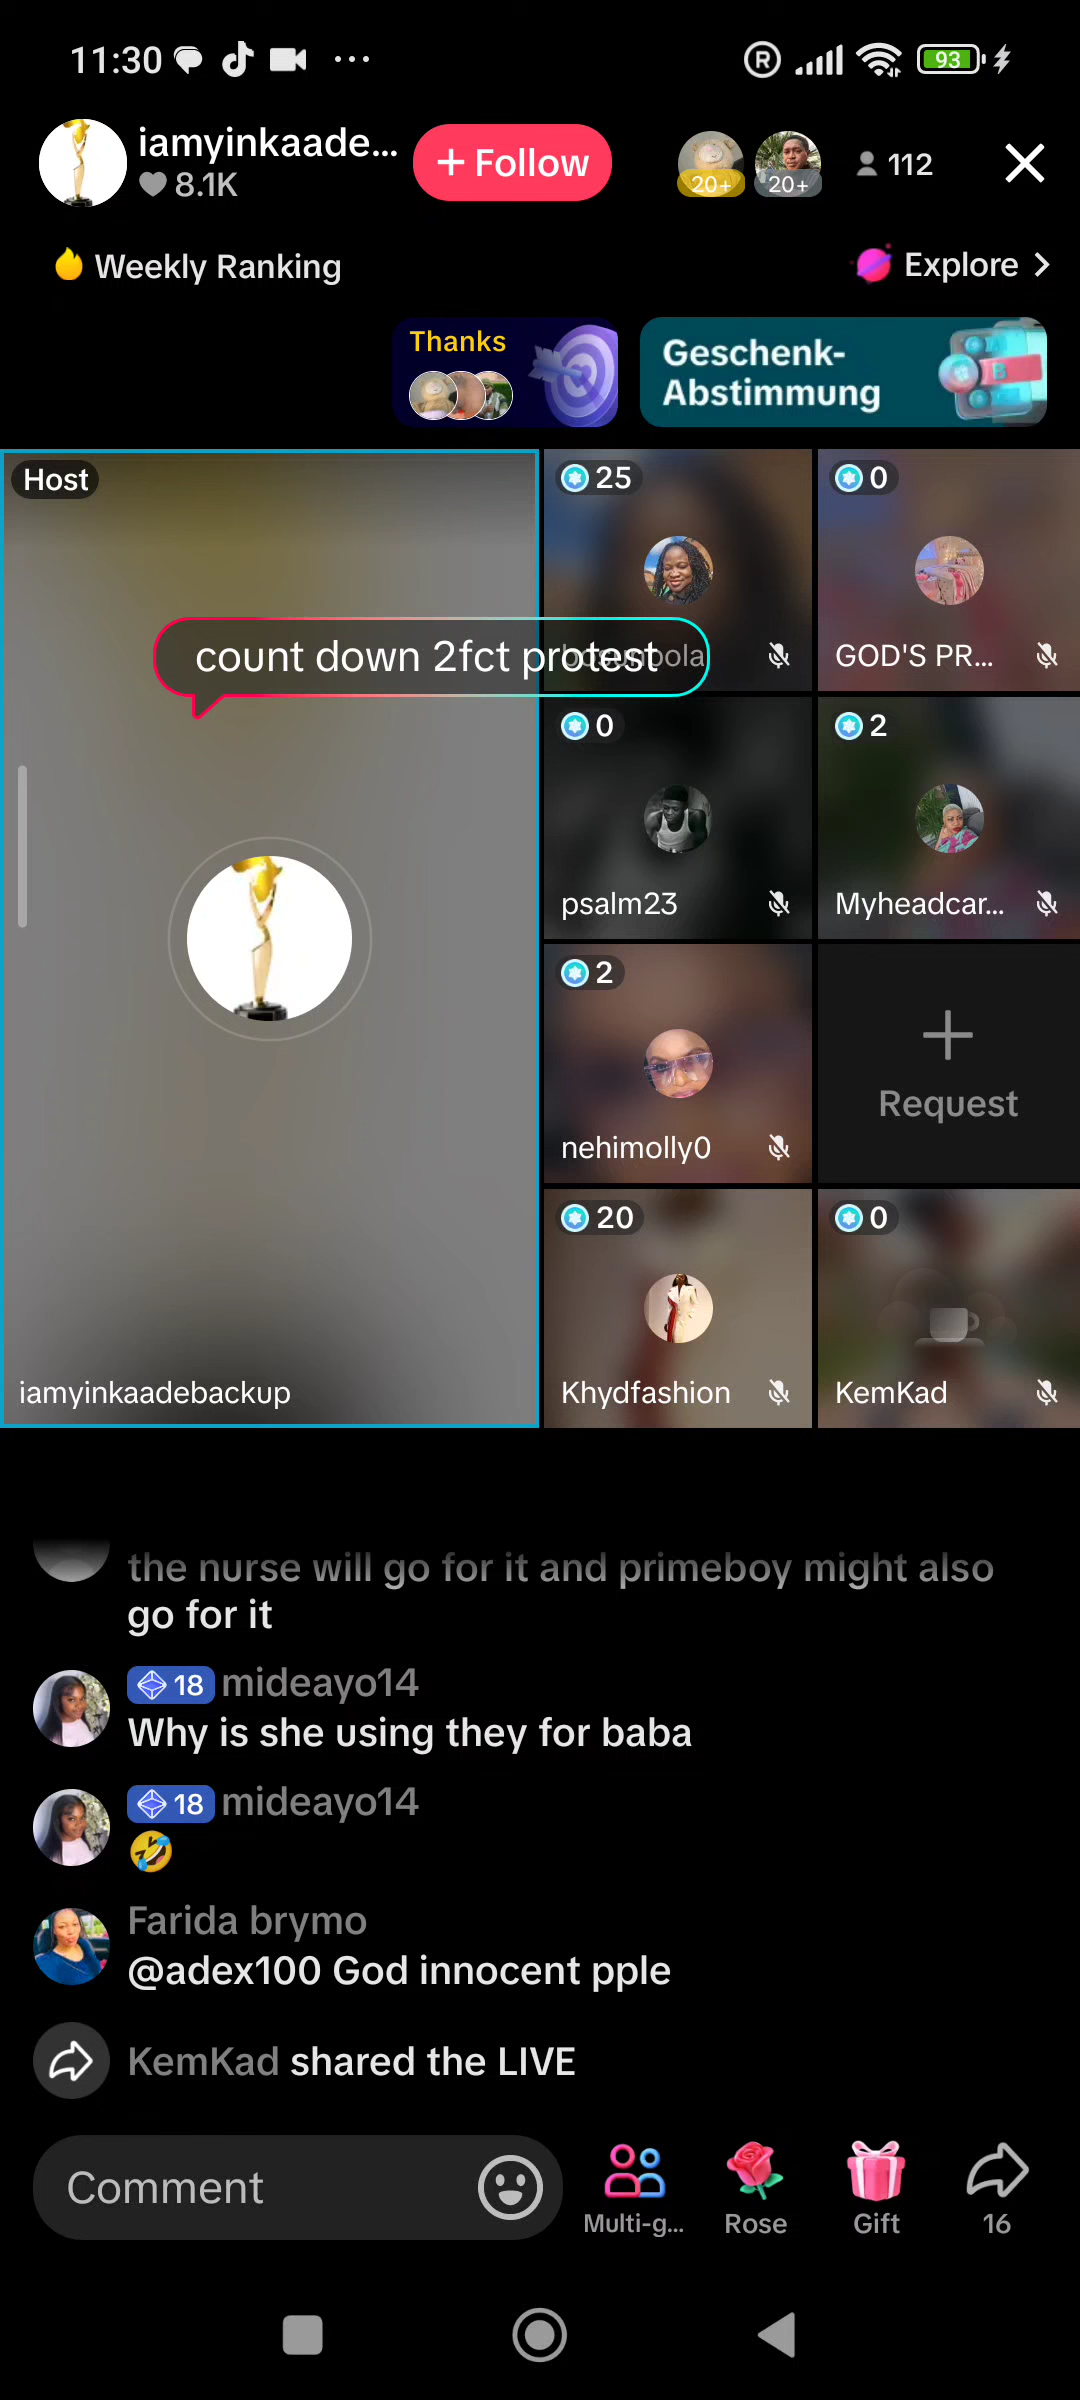 11:30
93
iamyinkaade...
8.1K
+ Follow
20+
20+
112
Weekly Ranking
Explore
Thanks
Geschenk-
Abstimmung
Host
25
0
count down 2fct protest
GOD'S PR...
0
2
psalm23
Myheadcar...
2
nehimolly0
Request
20
0
iamyinkaadebackup
Khydfashion
KemKad
the nurse will go for it and primeboy might also
go for it
18 mideayo14
Why is she using they for baba
18 mideayo14
Farida brymo
@adex100 God innocent pple
KemKad shared the LIVE
Comment
Multi-g...
Rose
Gift
16